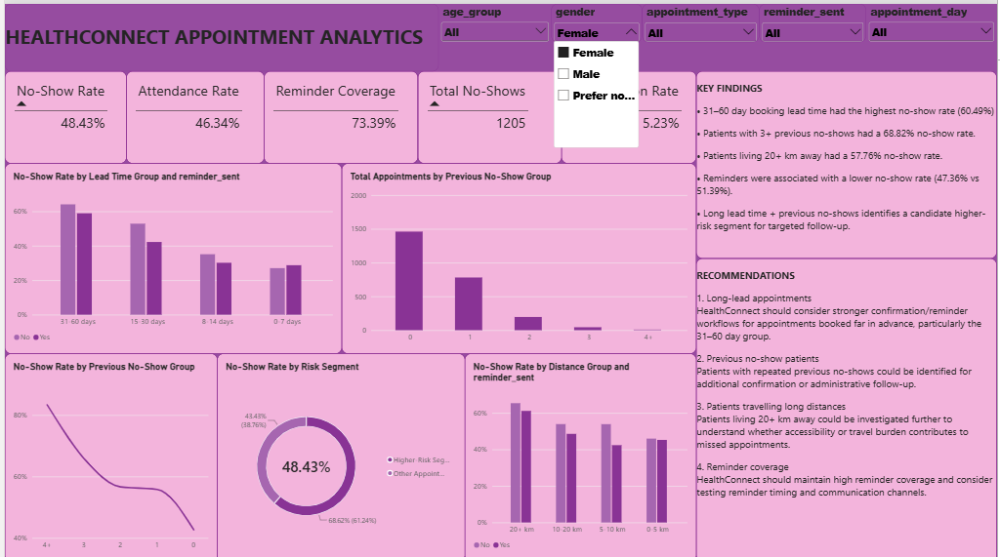 HEALTHCONNECT APPOINTMENT ANALYTICS
age_group
All
gender
Female
Female
Male
Prefer no...
appointment_type
All
reminder_sent
All
appointment_day
All
No-Show Rate
48.43%
Attendance Rate
46.34%
Reminder Coverage
73.39%
Total No-Shows
1205
n Rate
5.23%
No-Show Rate by Lead Time Group and reminder_sent
60%
40%
20%
0%
31-60 days
15-30 days
8-14 days
0-7 days
No
Yes
Total Appointments by Previous No-Show Group
2000
1500
1000
500
0
0
1
2
3
4+
No-Show Rate by Previous No-Show Group
80%
60%
40%
4+
3
2
1
0
No-Show Rate by Risk Segment
43.43%
(38.76%)
48.43%
68.62% (61.24%)
Higher-Risk Seg...
Other Appoint...
No-Show Rate by Distance Group and
reminder_sent
60%
40%
20%
0%
20+ km
10-20 km
5-10 km
0-5 km
No
Yes
KEY FINDINGS
• 31–60 day booking lead time had the highest no-show rate (60.49%)
• Patients with 3+ previous no-shows had a 68.82% no-show rate.
• Patients living 20+ km away had a 57.76% no-show rate.
• Reminders were associated with a lower no-show rate (47.36% vs
51.39%).
• Long lead time + previous no-shows identifies a candidate higher-
risk segment for targeted follow-up.
RECOMMENDATIONS
1. Long-lead appointments
HealthConnect should consider stronger confirmation/reminder
workflows for appointments booked far in advance, particularly the
31–60 day group.
2. Previous no-show patients
Patients with repeated previous no-shows could be identified for
additional confirmation or administrative follow-up.
3. Patients travelling long distances
Patients living 20+ km away could be investigated further to
understand whether accessibility or travel burden contributes to
missed appointments.
4. Reminder coverage
HealthConnect should maintain high reminder coverage and consider
testing reminder timing and communication channels.